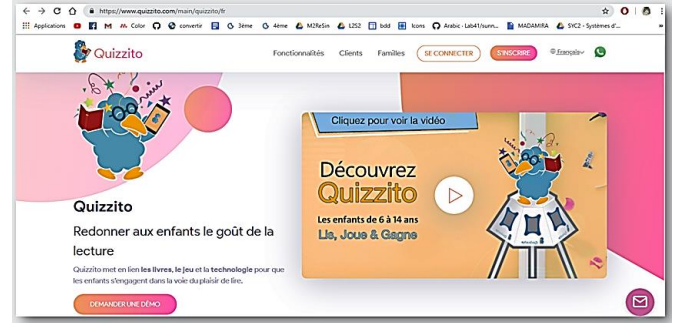 https://www.quizzito.com/main/quizzito/fr
Applications M Color convertir 3ème 4ème M2ReSin L2S2 bdd Icons Arabic - Lab41/sunn... MADAMIRA SYC2 - Systèmes d'...
Quizzito Fonctionnalités Clients Familles SE CONNECTER S'INSCRIRE Français
Cliquez pour voir la vidéo
Découvrez
Quizzito
Les enfants de 6 à 14 ans
Lis, Joue & Gagne
Quizzito
Redonner aux enfants le goût de la
lecture
Quizzito met en lien les livres, le jeu et la technologie pour que
les enfants s'engagent dans la voie du plaisir de lire.
DEMANDER UNE DÉMO